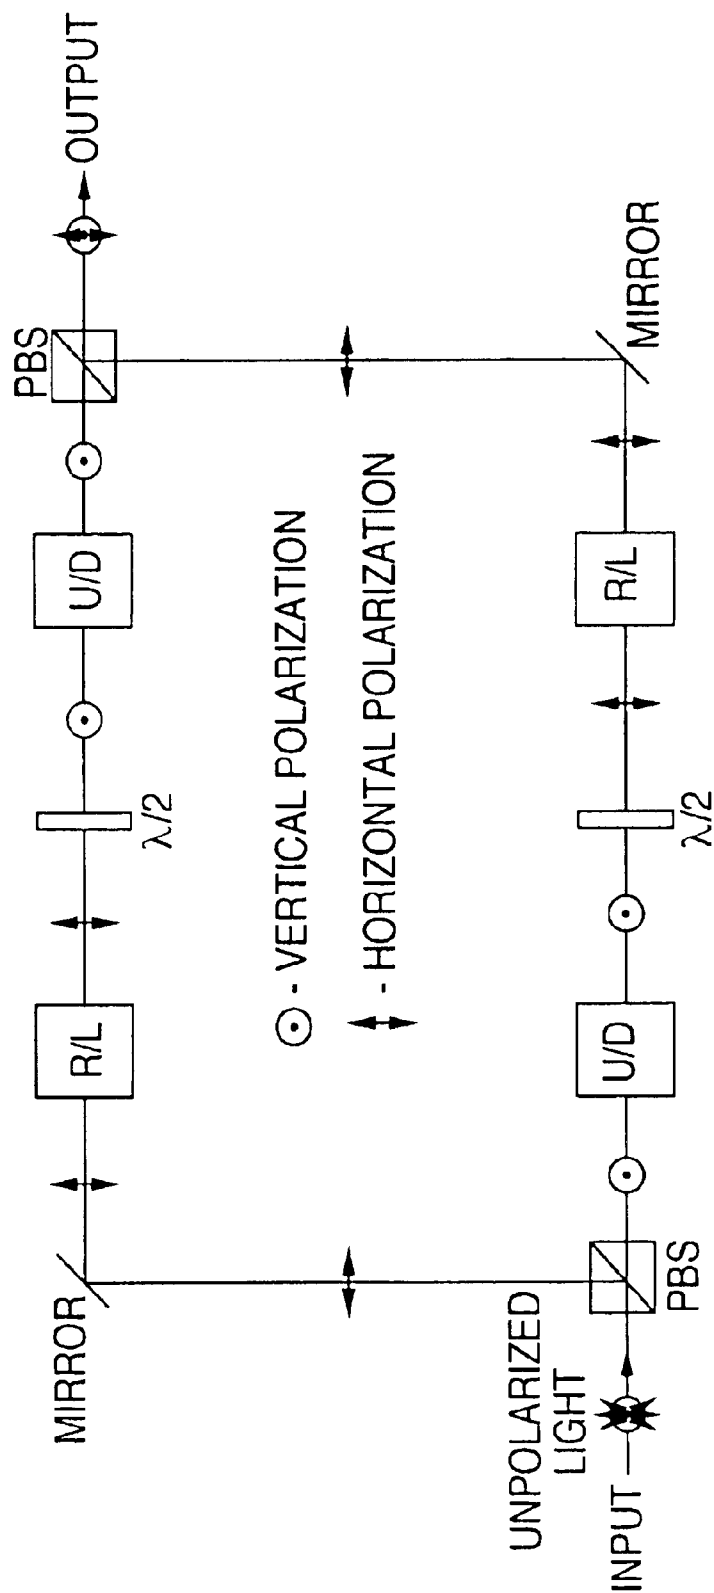 MIRROR
R/L
λ/2
U/D
PBS
OUTPUT
- VERTICAL POLARIZATION
- HORIZONTAL POLARIZATION
UNPOLARIZED
LIGHT
INPUT
PBS
U/D
λ/2
R/L
MIRROR